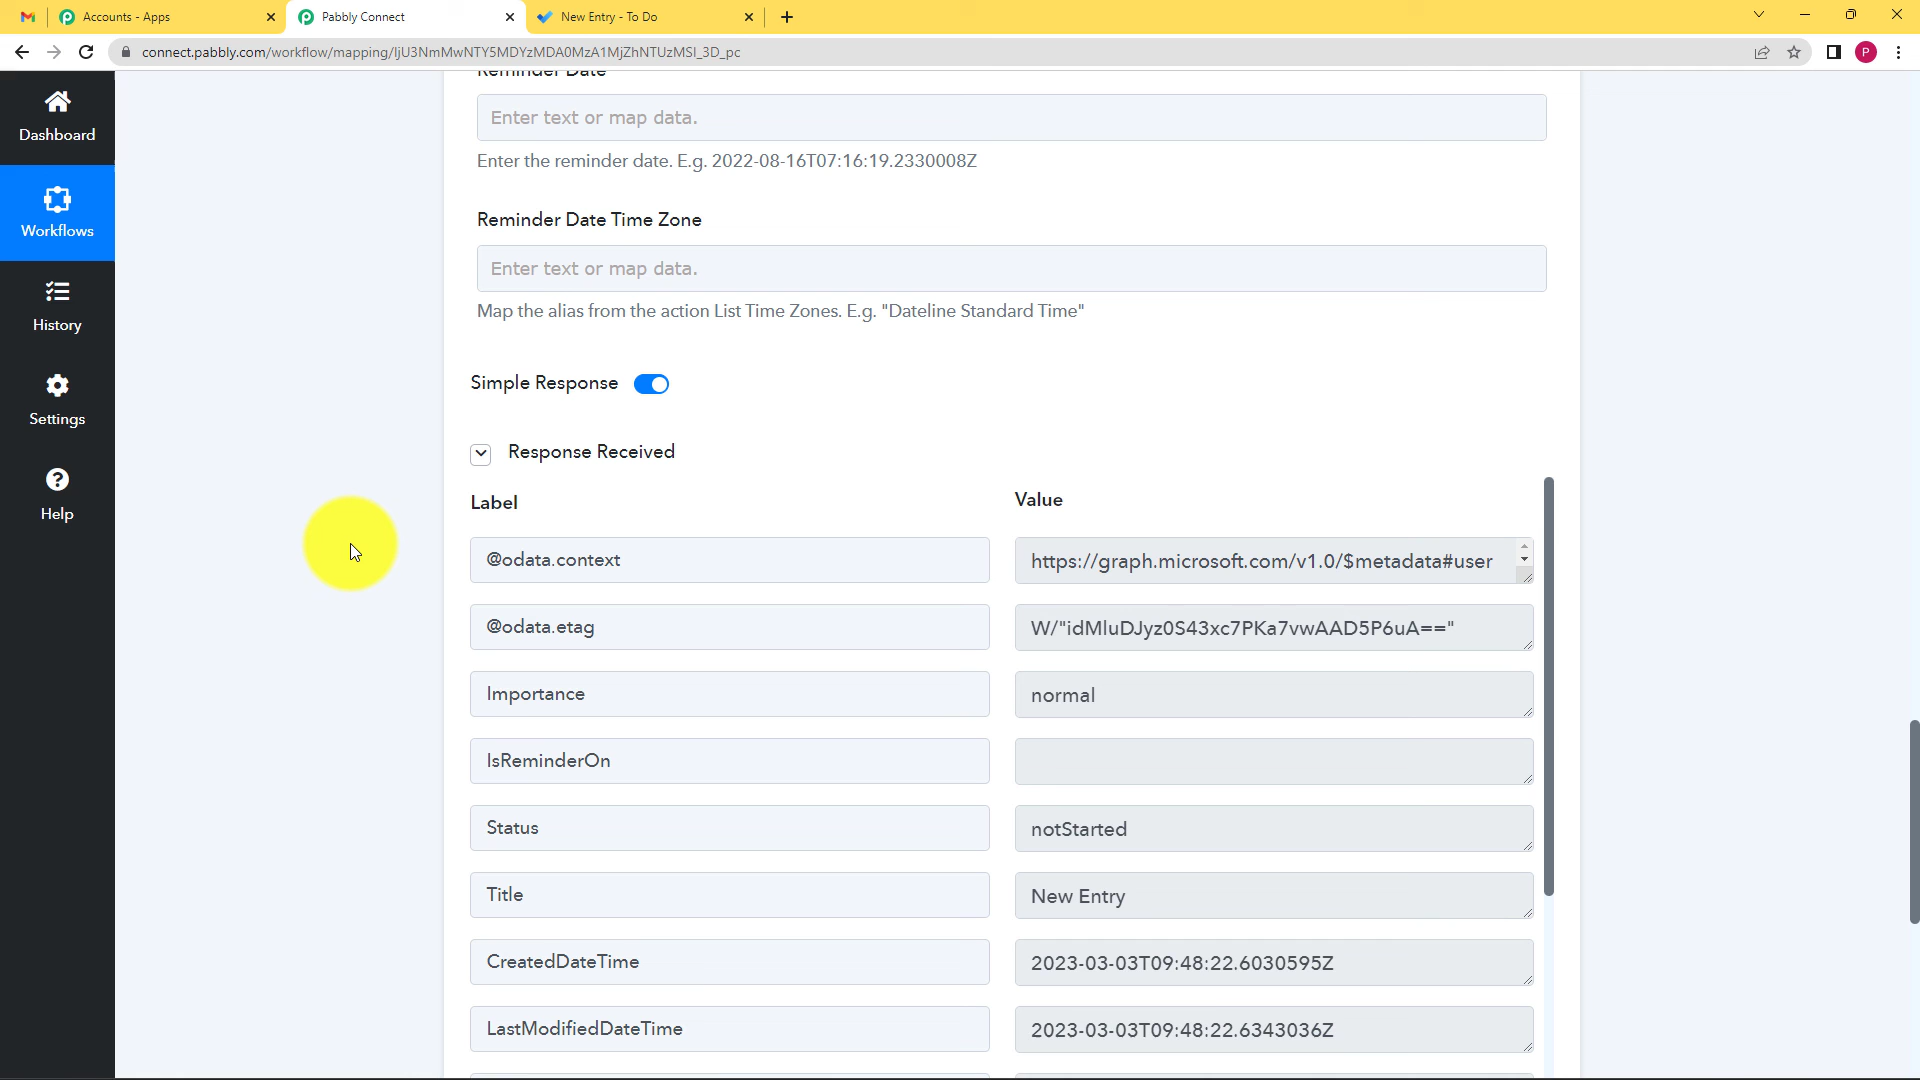 Accounts - Apps
Pabbly Connect
New Entry - To Do
connect.pabbly.com/workflow/mapping/IjU3NmMwNTY5MDYzMDA0MzA1MjZhNTUzMSI_3D_pc
P
Dashboard
Workflows
History
Settings
Help
Reminder Date
Enter text or map data.
Enter the reminder date. E.g. 2022-08-16T07:16:19.2330008Z
Reminder Date Time Zone
Enter text or map data.
Map the alias from the action List Time Zones. E.g. "Dateline Standard Time"
Simple Response
Response Received
Label Value
@odata.context https://graph.microsoft.com/v1.0/$metadata#user
@odata.etag W/"idMluDJyz0S43xc7PKa7vwAAD5P6uA=="
Importance normal
IsReminderOn
Status notStarted
Title New Entry
CreatedDateTime 2023-03-03T09:48:22.6030595Z
LastModifiedDateTime 2023-03-03T09:48:22.6343036Z